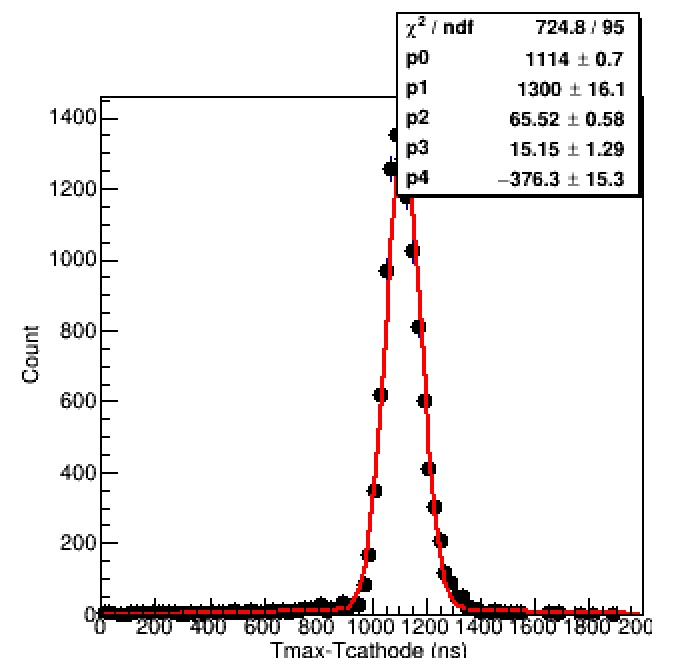 χ² / ndf 724.8 / 95
p0 1114 ± 0.7
p1 1300 ± 16.1
p2 65.52 ± 0.58
p3 15.15 ± 1.29
p4 −376.3 ± 15.3
1400
1200
1000
800
600
400
200
0
Count
0 200 400 600 800 1000 1200 1400 1600 1800 200
Tmax-Tcathode (ns)